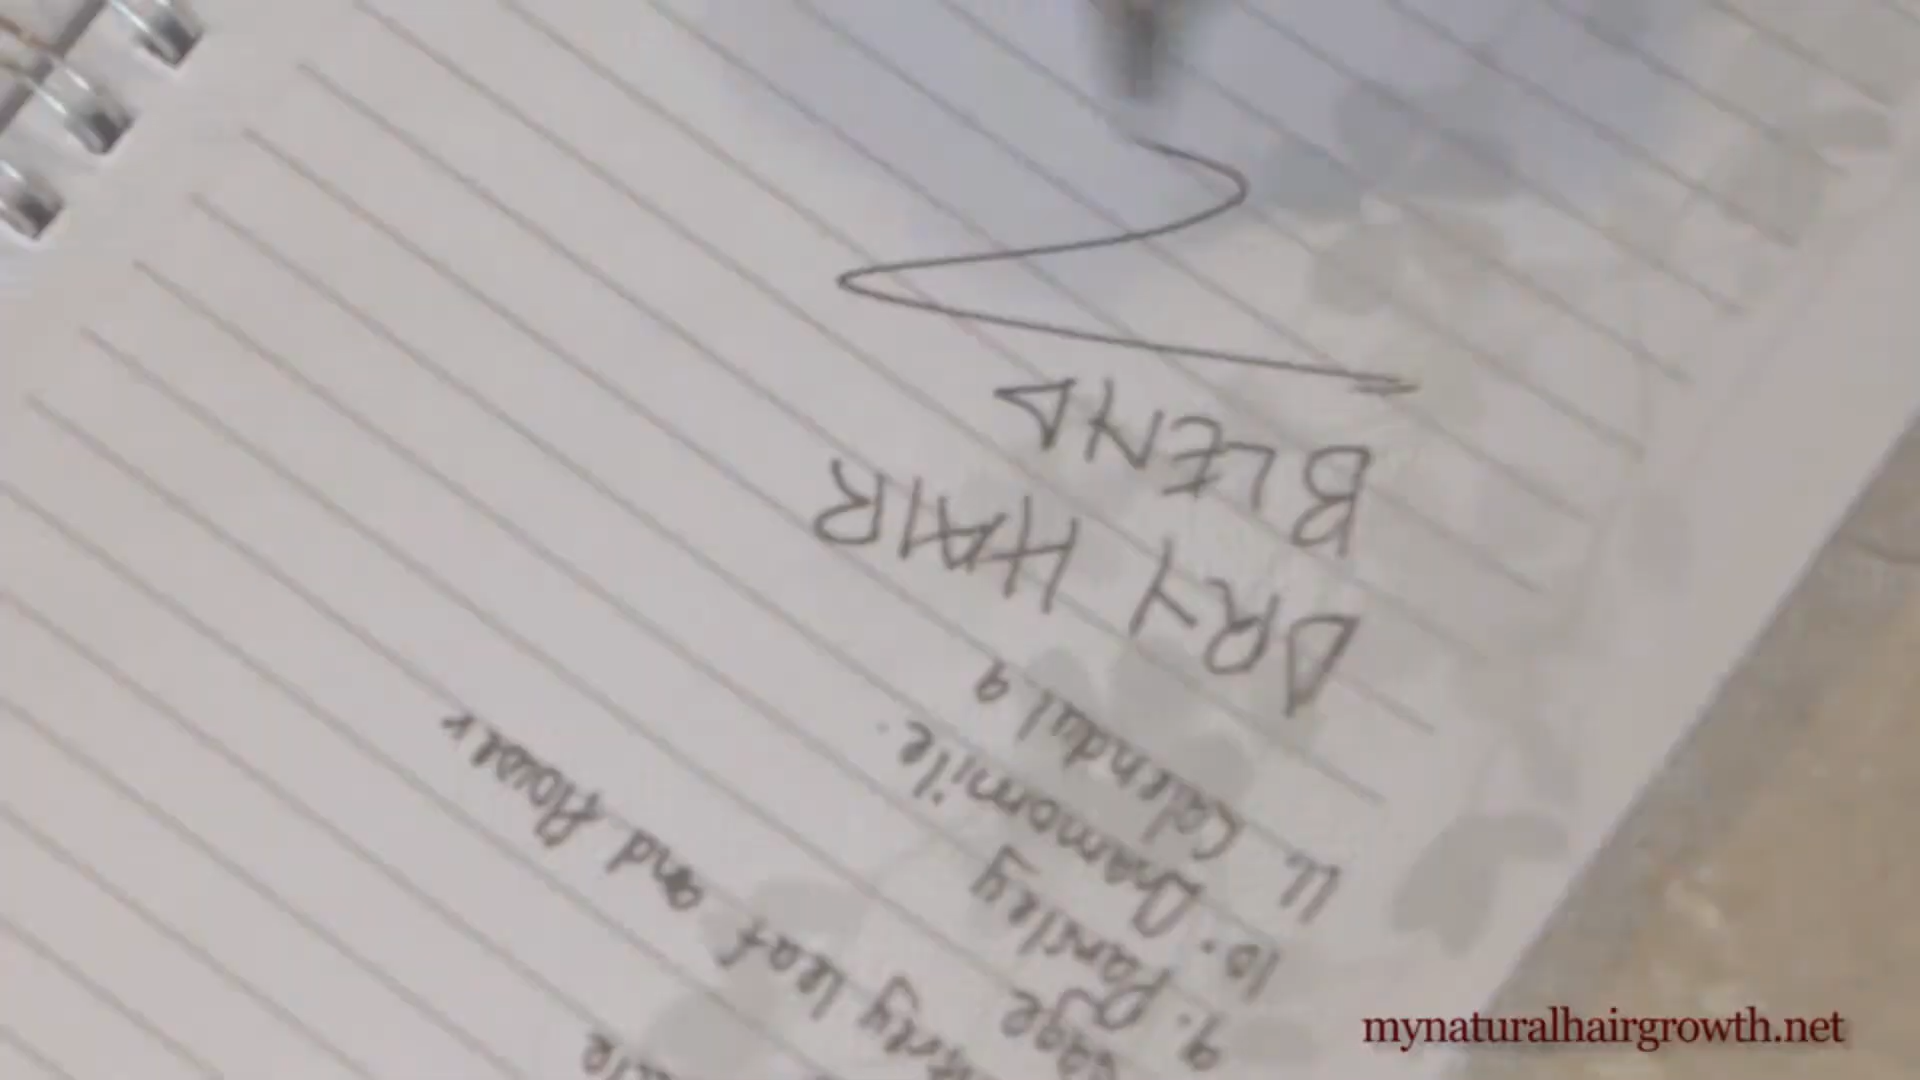 leaf and flower
sage
9. Parsley
10. Chamomile.
11. Calendula
DRY HAIR
BLEND
mynaturalhairgrowth.net